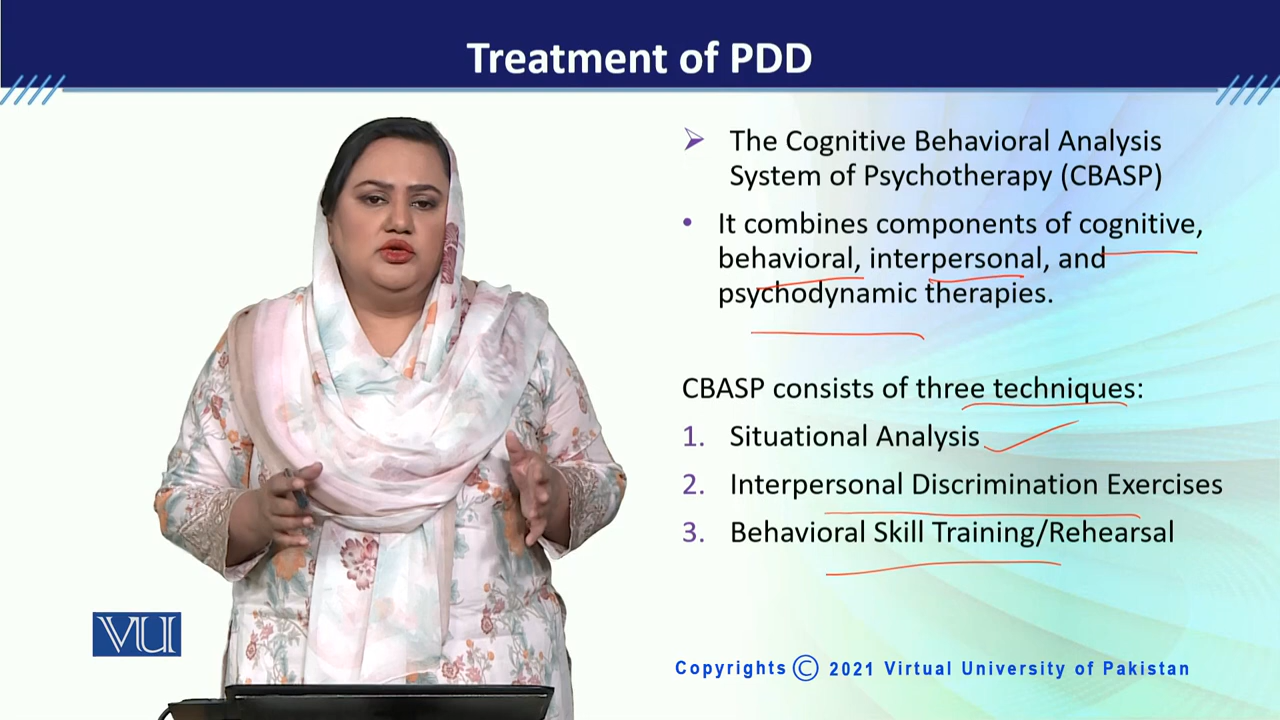 Treatment of PDD
The Cognitive Behavioral Analysis
System of Psychotherapy (CBASP)
It combines components of cognitive,
behavioral, interpersonal, and
psychodynamic therapies.
CBASP consists of three techniques:
1. Situational Analysis
2. Interpersonal Discrimination Exercises
3. Behavioral Skill Training/Rehearsal
VU
Copyrights © 2021 Virtual University of Pakistan